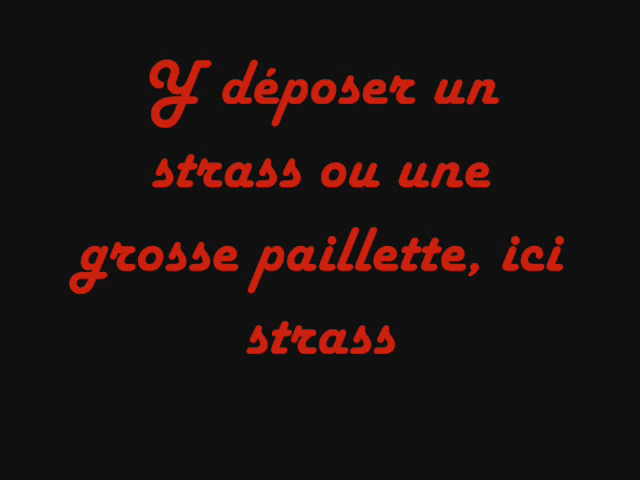 Y déposer un
strass ou une
grosse paillette, ici
strass